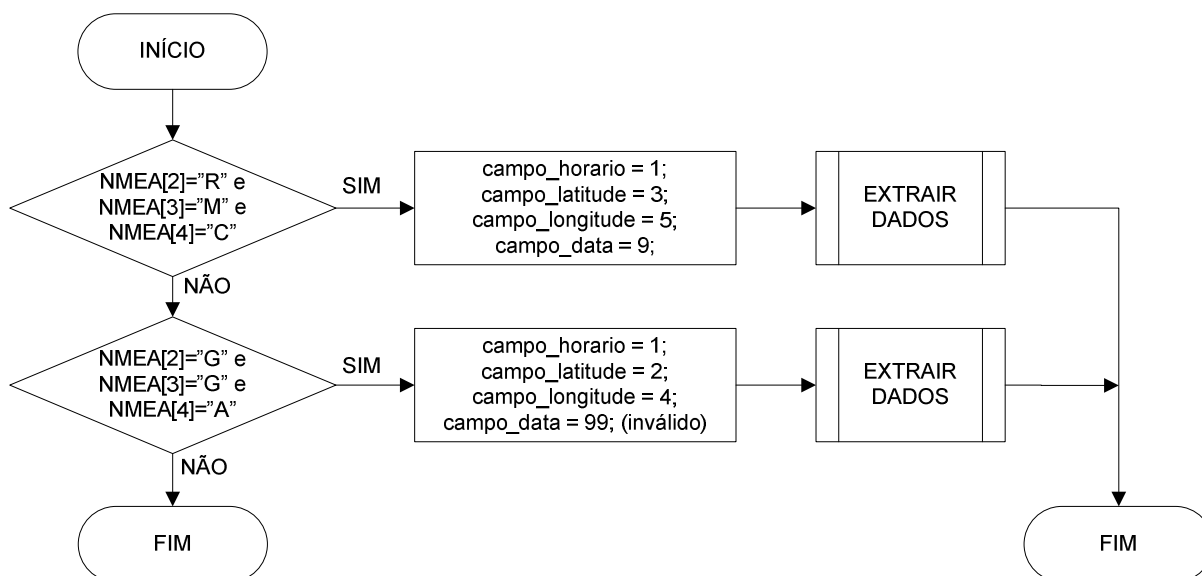 INÍCIO
NMEA[2]=”R” e
NMEA[3]=”M” e
NMEA[4]=”C”
SIM
campo_horario = 1;
campo_latitude = 3;
campo_longitude = 5;
campo_data = 9;
EXTRAIR
DADOS
NÃO
NMEA[2]=”G” e
NMEA[3]=”G” e
NMEA[4]=”A”
SIM
campo_horario = 1;
campo_latitude = 2;
campo_longitude = 4;
campo_data = 99; (inválido)
EXTRAIR
DADOS
NÃO
FIM
FIM